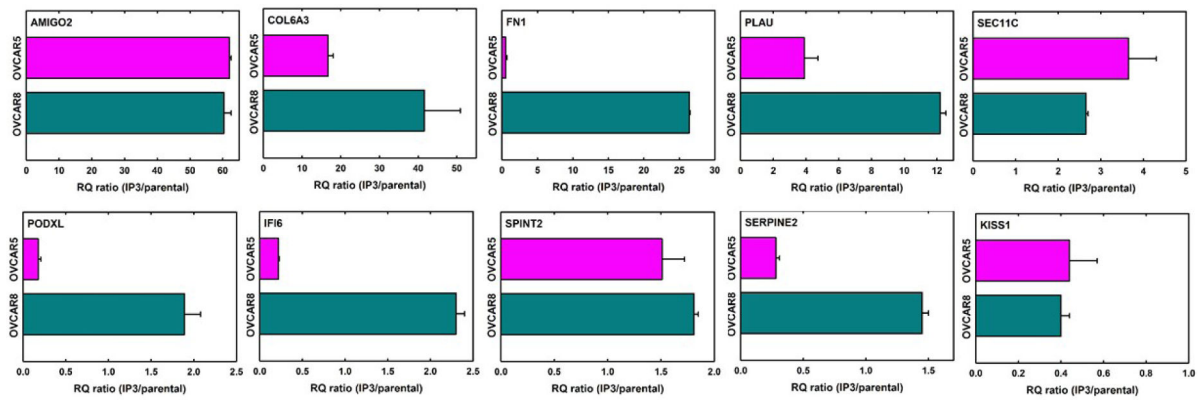 AMIGO2
OVCAR5
OVCAR8
0 10 20 30 40 50 60
RQ ratio (IP3/parental)
COL6A3
OVCAR5
OVCAR8
0 10 20 30 40 50
RQ ratio (IP3/parental)
FN1
OVCAR5
OVCAR8
0 5 10 15 20 25 30
RQ ratio (IP3/parental)
PLAU
OVCAR5
OVCAR8
0 2 4 6 8 10 12
RQ ratio (IP3/parental)
SEC11C
OVCAR5
OVCAR8
0 1 2 3 4 5
RQ ratio (IP3/parental)
PODXL
OVCAR5
OVCAR8
0.0 0.5 1.0 1.5 2.0 2.5
RQ ratio (IP3/parental)
IFI6
OVCAR5
OVCAR8
0.0 0.5 1.0 1.5 2.0 2.5
RQ ratio (IP3/parental)
SPINT2
OVCAR5
OVCAR8
0.0 0.5 1.0 1.5 2.0
RQ ratio (IP3/parental)
SERPINE2
OVCAR5
OVCAR8
0.0 0.5 1.0 1.5
RQ ratio (IP3/parental)
KISS1
OVCAR5
OVCAR8
0.0 0.2 0.4 0.6 0.8 1.0
RQ ratio (IP3/parental)